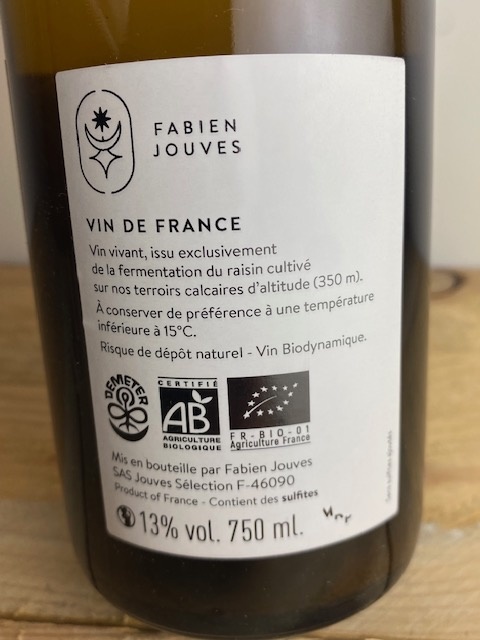 FABIEN
JOUVES
VIN DE FRANCE
Vin vivant, issu exclusivement
de la fermentation du raisin cultivé
sur nos terroirs calcaires d'altitude (350 m).
À conserver de préférence à une température
inférieure à 15°C.
Risque de dépôt naturel - Vin Biodynamique.
DEMETER
CERTIFIÉ
AB
AGRICULTURE
BIOLOGIQUE
FR-BIO-01
Agriculture France
Mis en bouteille par Fabien Jouves
SAS Jouves Sélection F-46090
Product of France - Contient des sulfites
13% vol. 750 ml.
Sans sulfites ajoutés